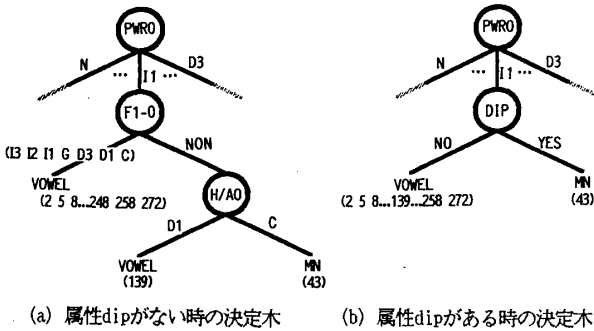 PWRO
N ... I1 ... D3
F1-0
(I3 I2 I1 G D3 D1 C)
NON
VOWEL
(2 5 8...248 258 272)
H/AO
D1
C
VOWEL
(139)
MN
(43)
(a) 属性dipがない時の決定木
PWRO
N ... I1 ... D3
DIP
NO
YES
VOWEL
(2 5 8...139...258 272)
MN
(43)
(b) 属性dipがある時の決定木